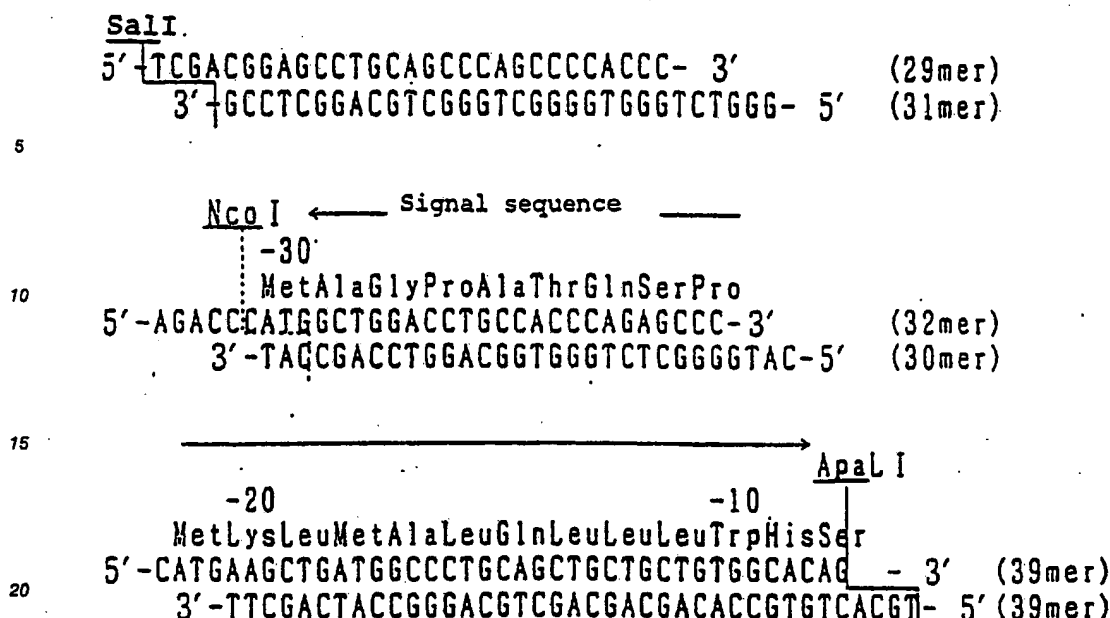 SalI
5'-TCGACGGAGCCTGCAGCCCAGCCCCACCC- 3' (29mer)
3'-GCCTCGGACGTCGGGTCGGGGTGGGTCTGGG- 5' (31mer)
5
NcoI ← Signal sequence
-30
10 MetAlaGlyProAlaThrGlnSerPro
5'-AGACCCATGGCTGGACCTGCCACCCAGAGCCC-3' (32mer)
3'-TACCGACCTGGACGGTGGGTCTCGGGGTAC-5' (30mer)
15
ApaL I
-20 -10
MetLysLeuMetAlaLeuGlnLeuLeuLeuTrpHisSer
5'-CATGAAGCTGATGGCCCTGCAGCTGCTGCTGTGGCACAG - 3' (39mer)
20 3'-TTCGACTACCGGGACGTCGACGACGACACCGTGTCACGT- 5' (39mer)